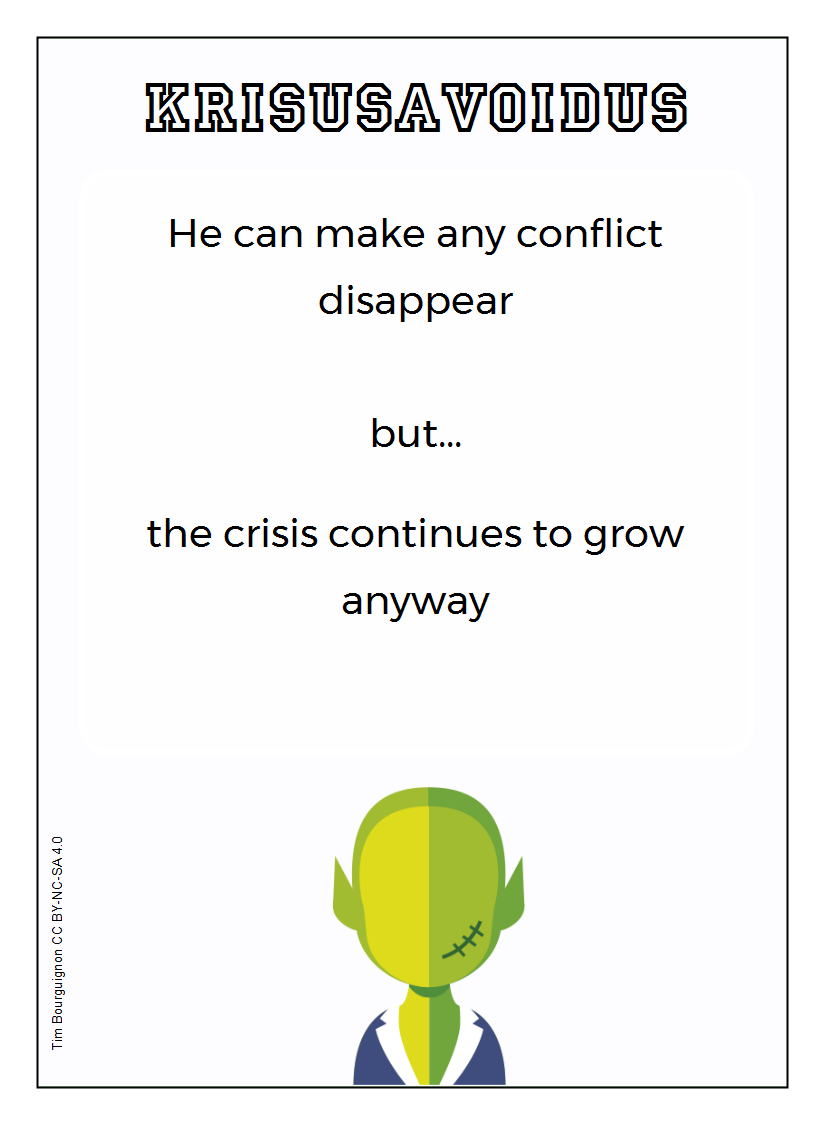 KRISUSAVOIDUS
He can make any conflict
disappear
but...
the crisis continues to grow
anyway
Tim Bourguignon CC BY-NC-SA 4.0